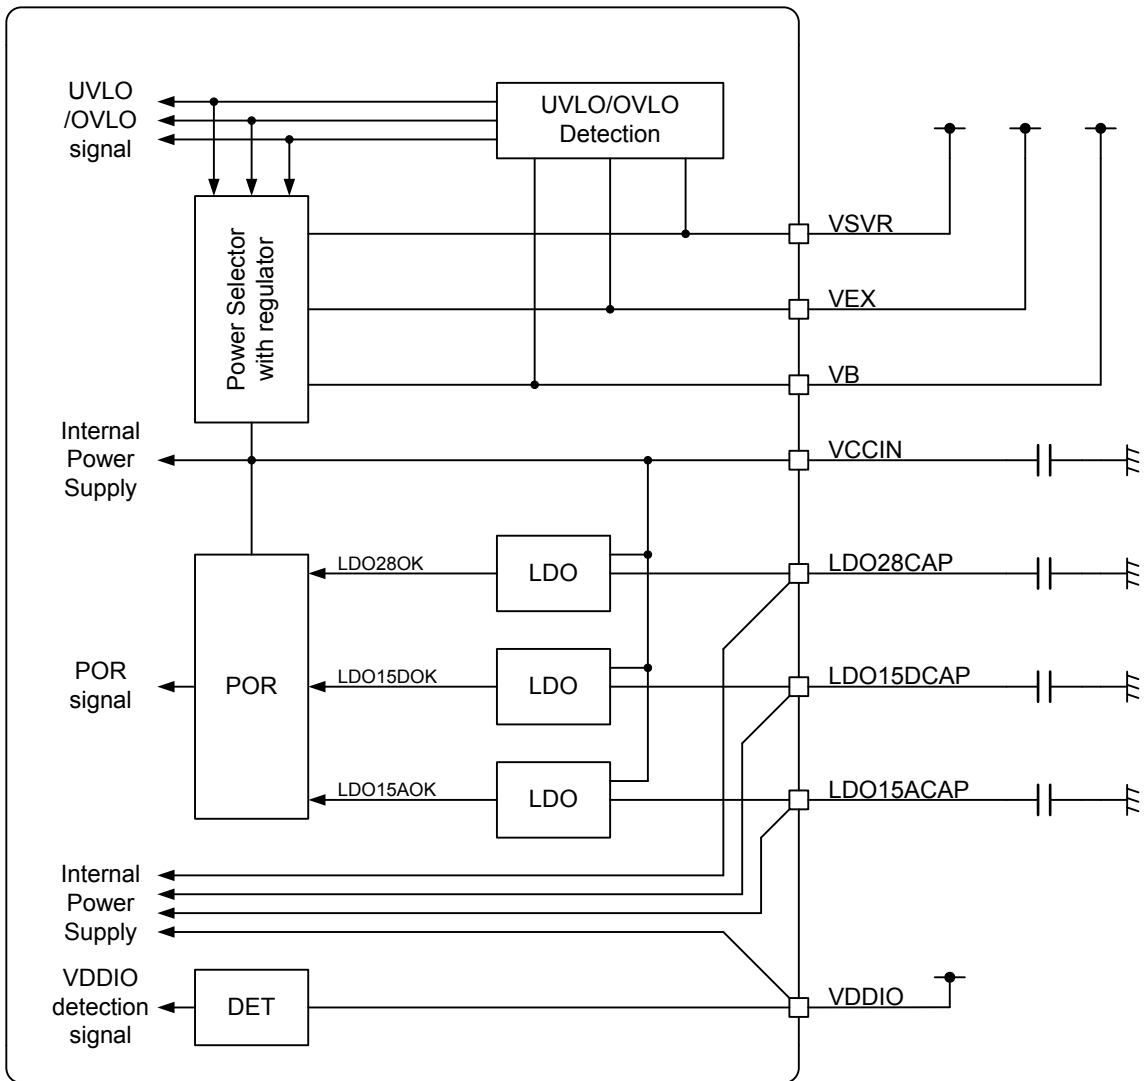 UVLO
/OVLO
signal
UVLO/OVLO
Detection
Power Selector
with regulator
VSVR
VEX
VB
VCCIN
Internal
Power
Supply
LDO28OK
LDO
LDO28CAP
POR
signal
POR
LDO15DOK
LDO
LDO15DCAP
LDO15AOK
LDO
LDO15ACAP
Internal
Power
Supply
VDDIO
detection
signal
DET
VDDIO